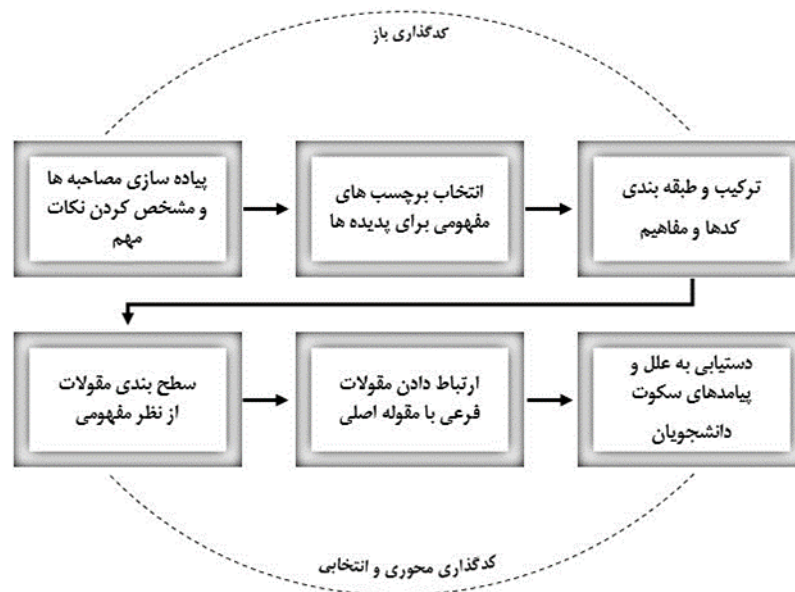 کدگذاری باز
پیاده سازی مصاحبه ها
و مشخص کردن نکات
مهم
انتخاب برچسب های
مفهومی برای پدیده ها
ترکیب و طبقه بندی
کدها و مفاهیم
سطح بندی مقولات
از نظر مفهومی
ارتباط دادن مقولات
فرعی با مقوله اصلی
دستیابی به علل و
پیامدهای سکوت
دانشجویان
کدگذاری محوری و انتخابی